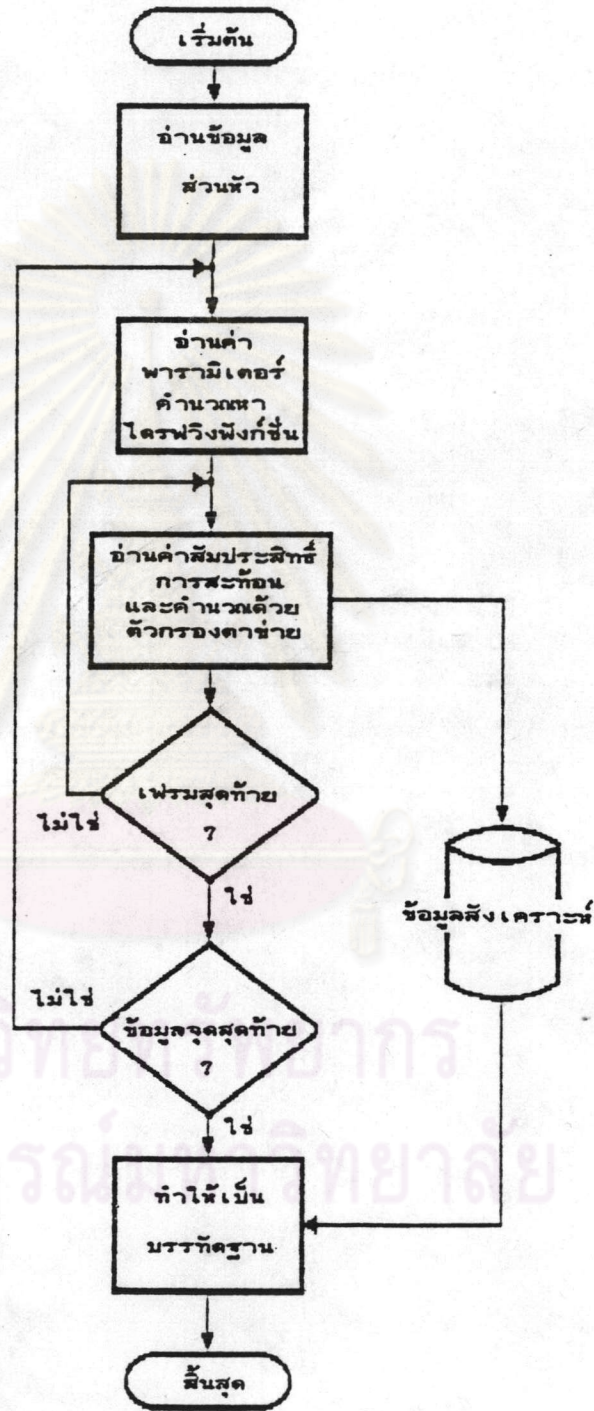 เริ่มต้น
อ่านข้อมูล
ส่วนหัว
อ่านค่า
พารามิเตอร์
คำนวณหา
ไดรฟวิงฟังก์ชั่น
อ่านค่าสัมประสิทธิ์
การสะท้อน
และคำนวณด้วย
ตัวกรองตาข่าย
เฟรมสุดท้าย
?
ไม่ใช่
ใช่
ข้อมูลสังเคราะห์
ข้อมูลจุดสุดท้าย
?
ไม่ใช่
ใช่
ทำให้เป็น
บรรทัดฐาน
สิ้นสุด